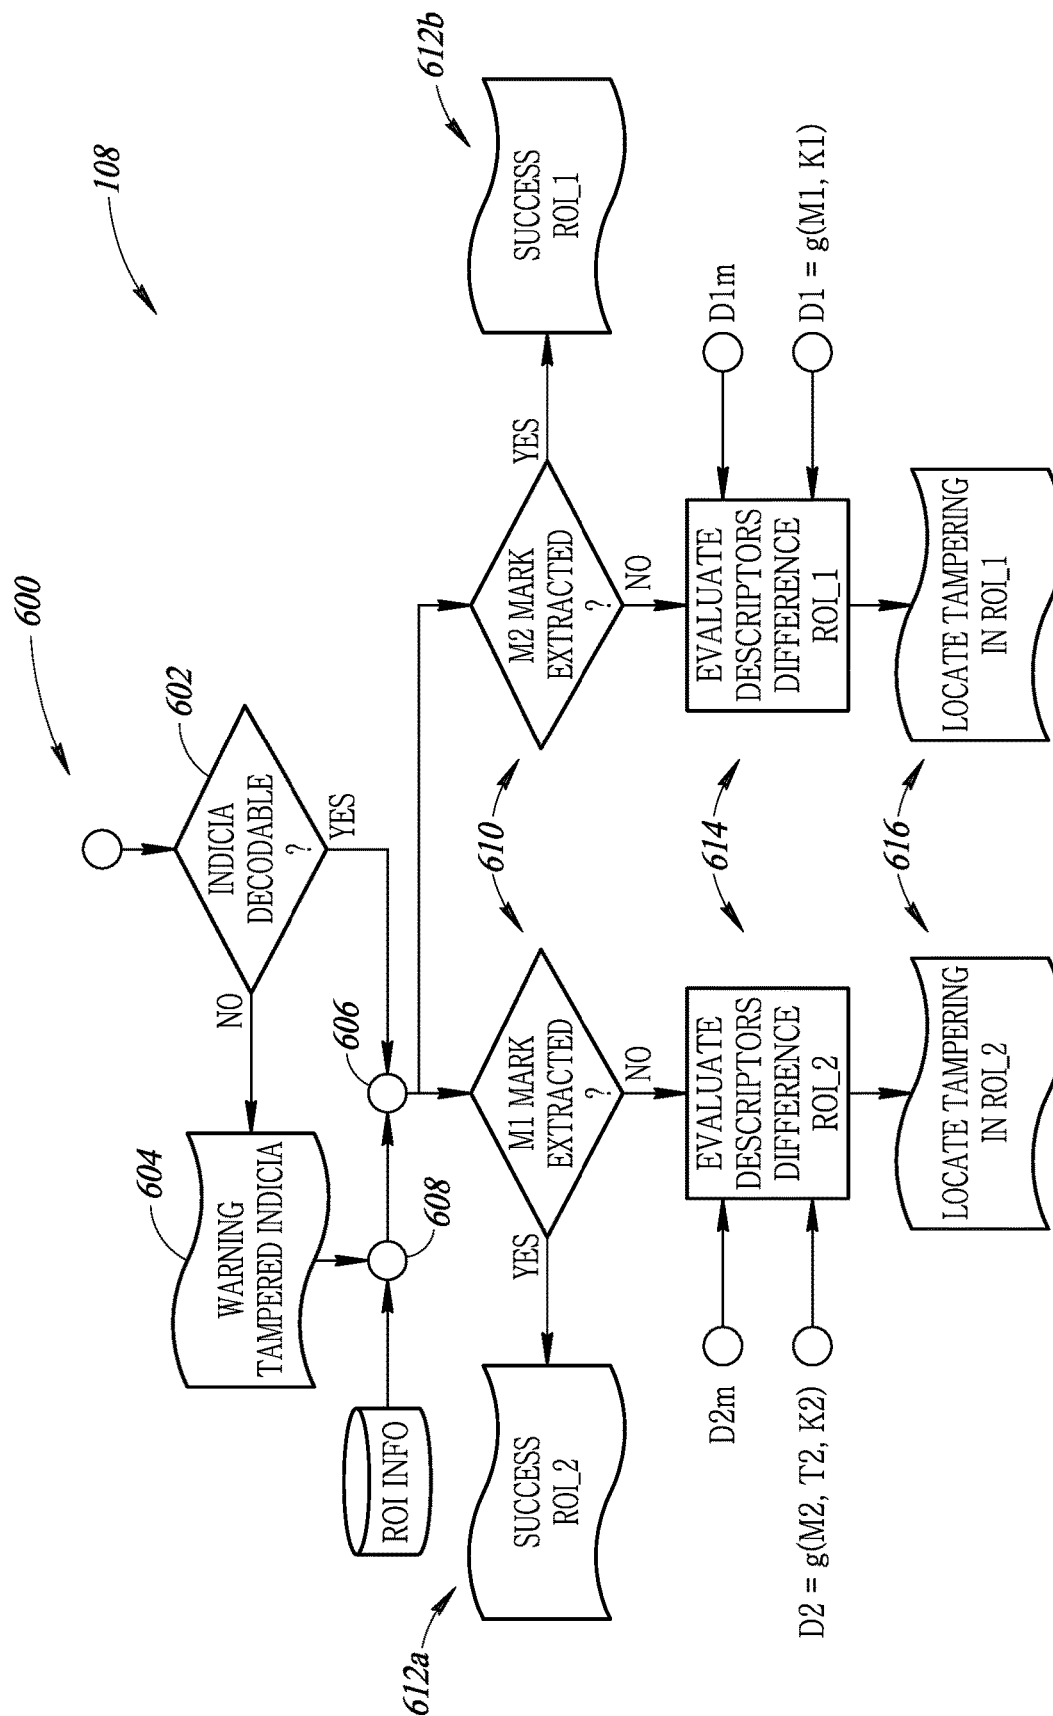 600
108
602
INDICIA
DECODABLE
?
NO
YES
604
WARNING
TAMPERED INDICIA
606
608
ROI INFO
612a
SUCCESS
ROI_2
YES
M1 MARK
EXTRACTED
?
NO
610
M2 MARK
EXTRACTED
?
NO
YES
SUCCESS
ROI_1
612b
D2m
D2 = g(M2, T2, K2)
EVALUATE
DESCRIPTORS
DIFFERENCE
ROI_2
614
EVALUATE
DESCRIPTORS
DIFFERENCE
ROI_1
D1m
D1 = g(M1, K1)
LOCATE TAMPERING
IN ROI_2
616
LOCATE TAMPERING
IN ROI_1